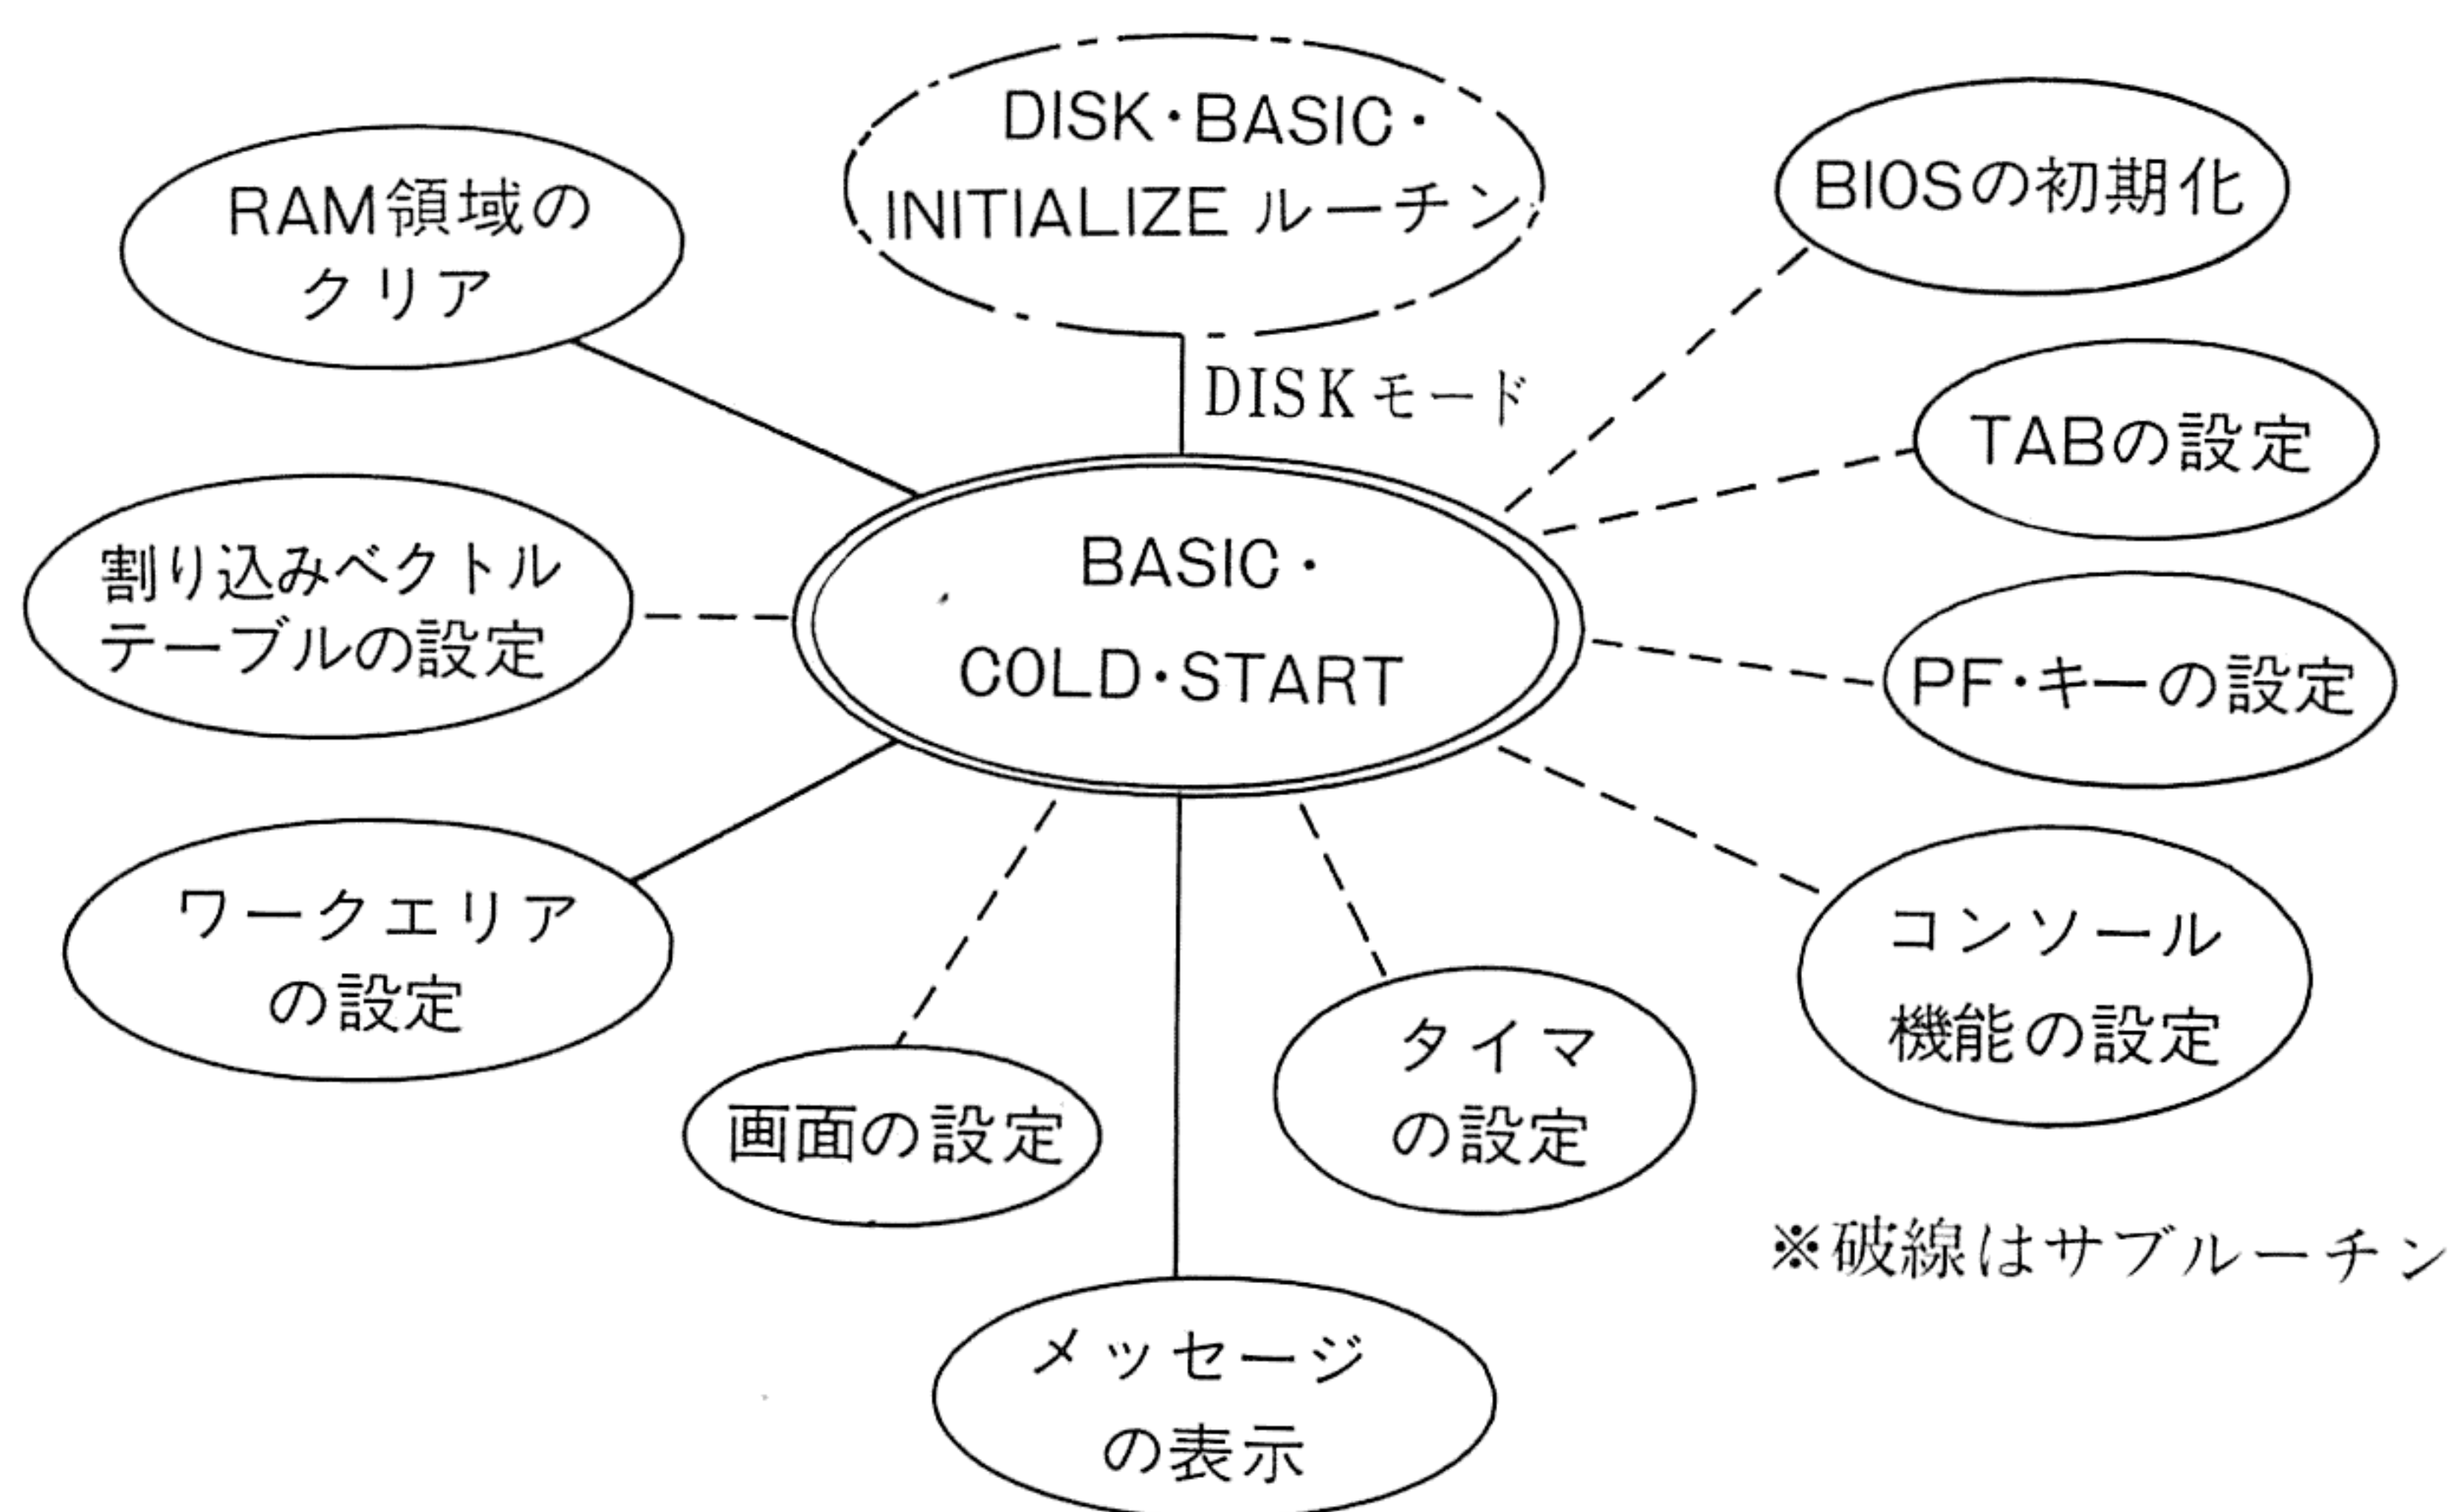 DISK・BASIC・
INITIALIZE ルーチン
BIOSの初期化
RAM領域の
クリア
DISKモード
TABの設定
割り込みベクトル
テーブルの設定
BASIC・
COLD・START
PF・キーの設定
ワークエリア
の設定
コンソール
機能の設定
画面の設定
タイマ
の設定
※破線はサブルーチン
メッセージ
の表示